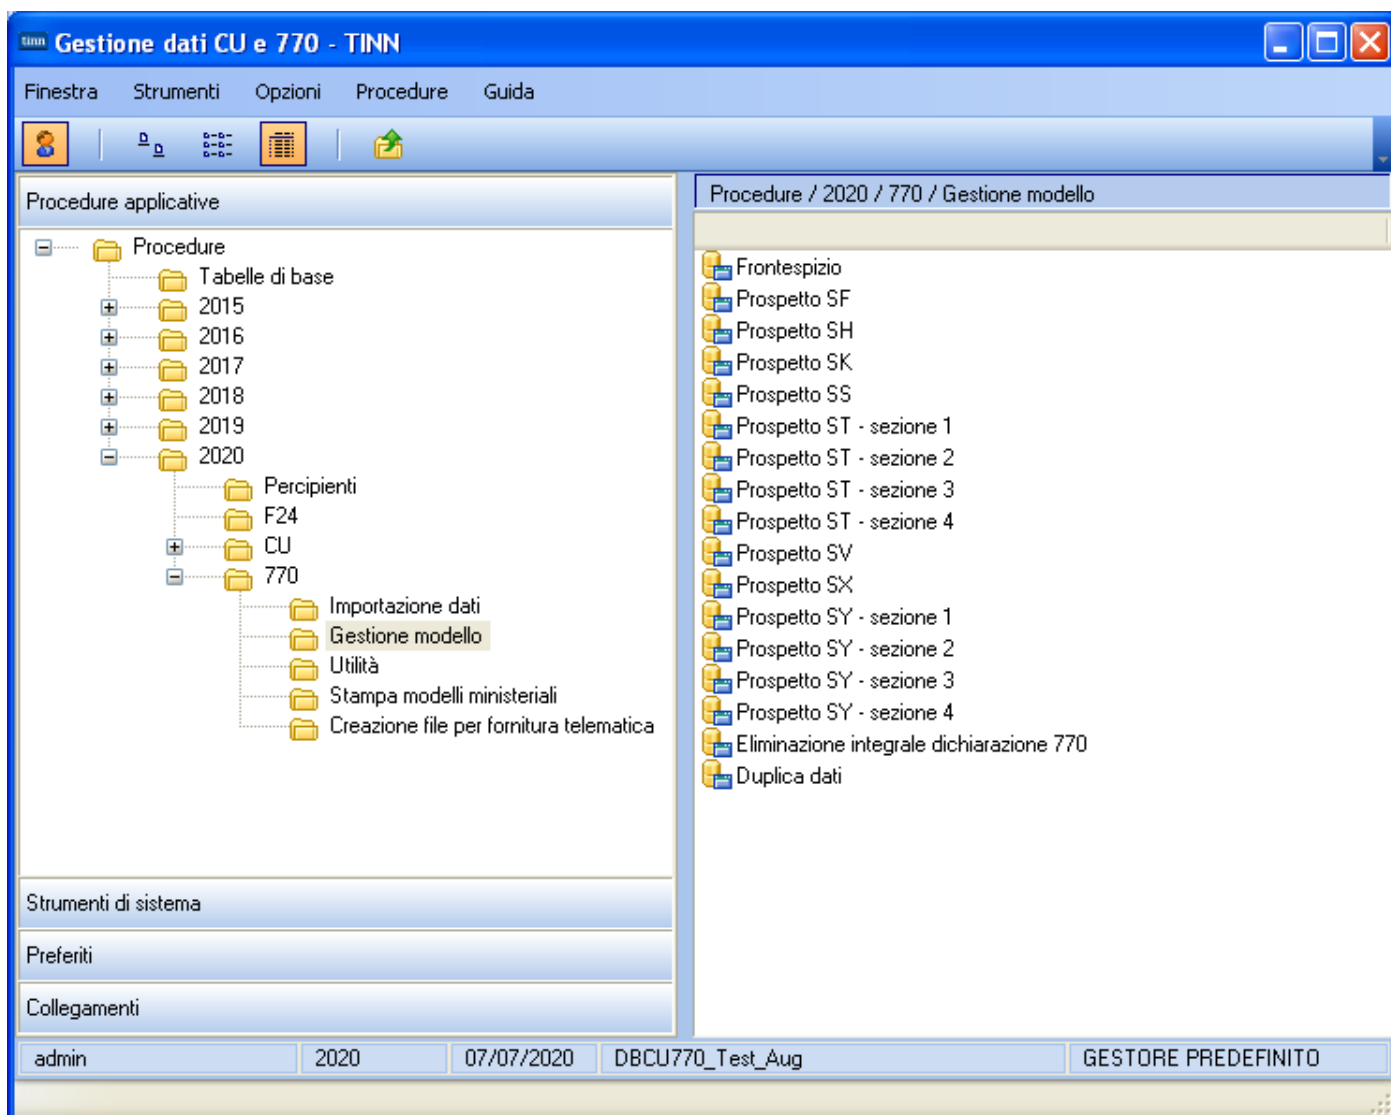 tinn Gestione dati CU e 770 - TINN
Finestra Strumenti Opzioni Procedure Guida
Procedure applicative
Procedure
Tabelle di base
2015
2016
2017
2018
2019
2020
Percipienti
F24
CU
770
Importazione dati
Gestione modello
Utilità
Stampa modelli ministeriali
Creazione file per fornitura telematica
Strumenti di sistema
Preferiti
Collegamenti
Procedure / 2020 / 770 / Gestione modello
Frontespizio
Prospetto SF
Prospetto SH
Prospetto SK
Prospetto SS
Prospetto ST - sezione 1
Prospetto ST - sezione 2
Prospetto ST - sezione 3
Prospetto ST - sezione 4
Prospetto SV
Prospetto SX
Prospetto SY - sezione 1
Prospetto SY - sezione 2
Prospetto SY - sezione 3
Prospetto SY - sezione 4
Eliminazione integrale dichiarazione 770
Duplica dati
admin 2020 07/07/2020 DBCU770_Test_Aug GESTORE PREDEFINITO